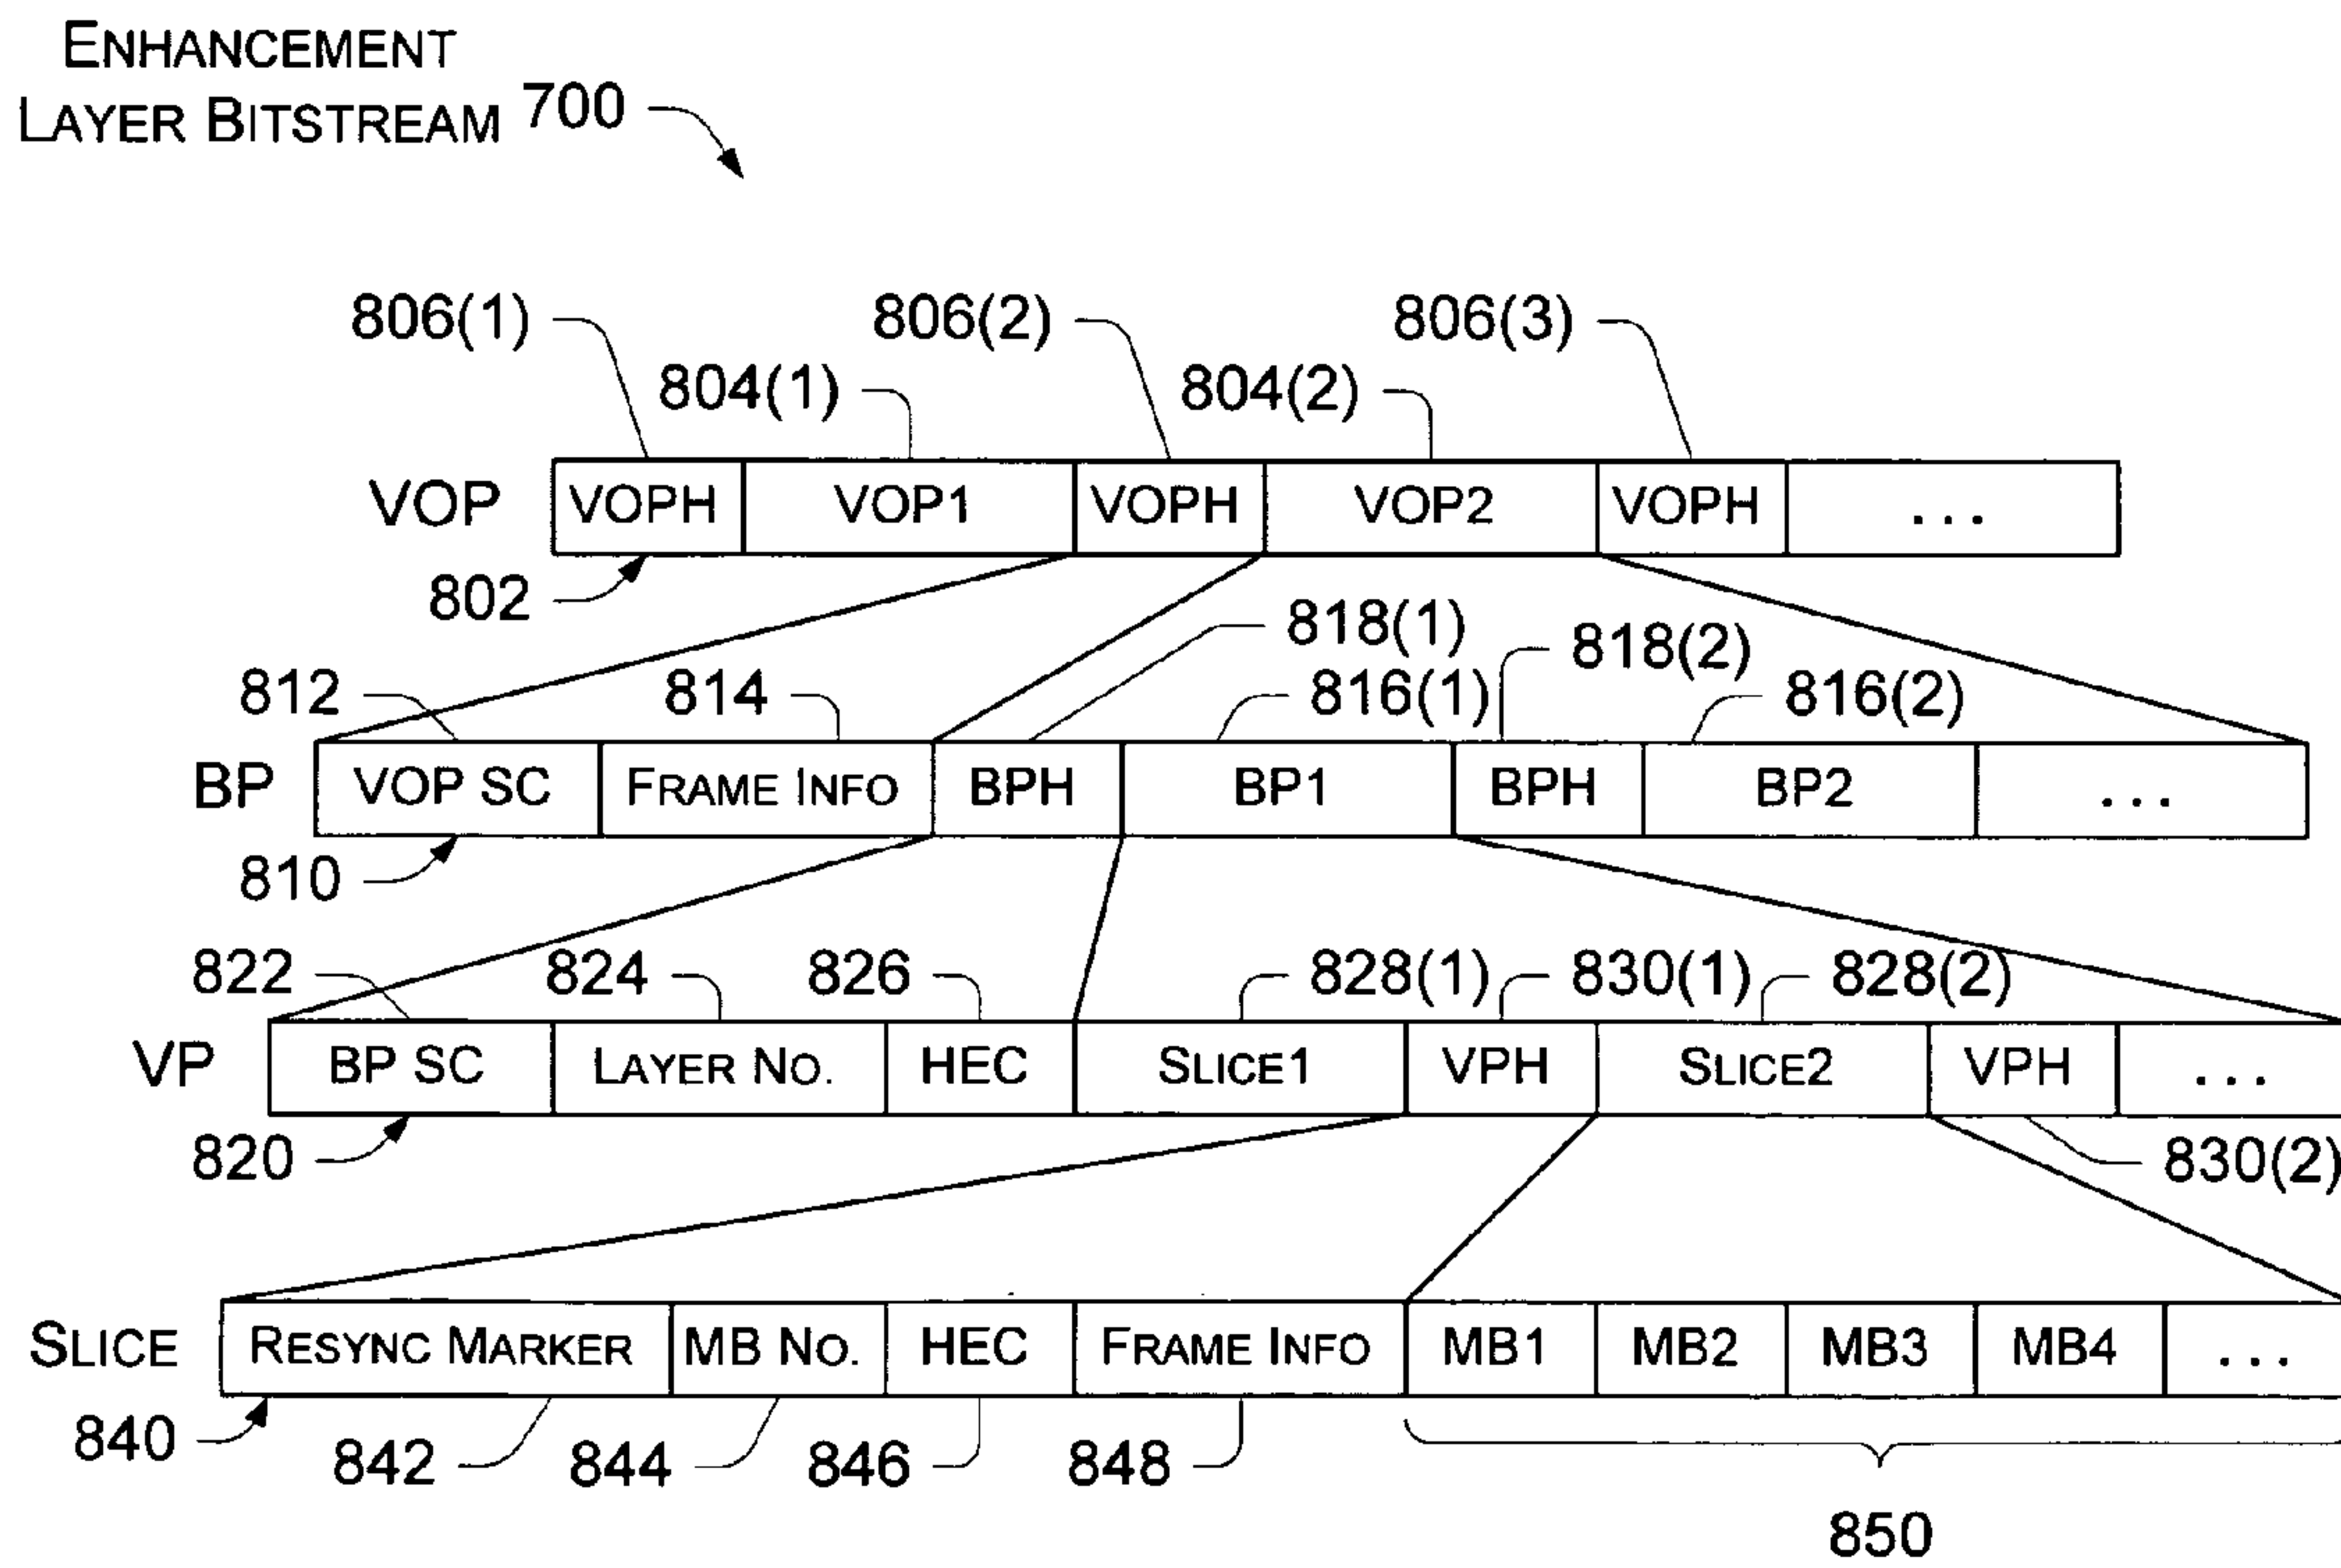 ENHANCEMENT
LAYER BITSTREAM 700
806(1) 806(2) 806(3)
804(1) 804(2)
VOP VOPH VOP1 VOPH VOP2 VOPH ...
802
818(1)
818(2)
812 814 816(1) 816(2)
BP VOP SC FRAME INFO BPH BP1 BPH BP2 ...
810
822 824 826 828(1) 830(1) 828(2)
VP BP SC LAYER NO. HEC SLICE1 VPH SLICE2 VPH ...
820 830(2)
SLICE RESYNC MARKER MB NO. HEC FRAME INFO MB1 MB2 MB3 MB4 ...
840 842 844 846 848
850